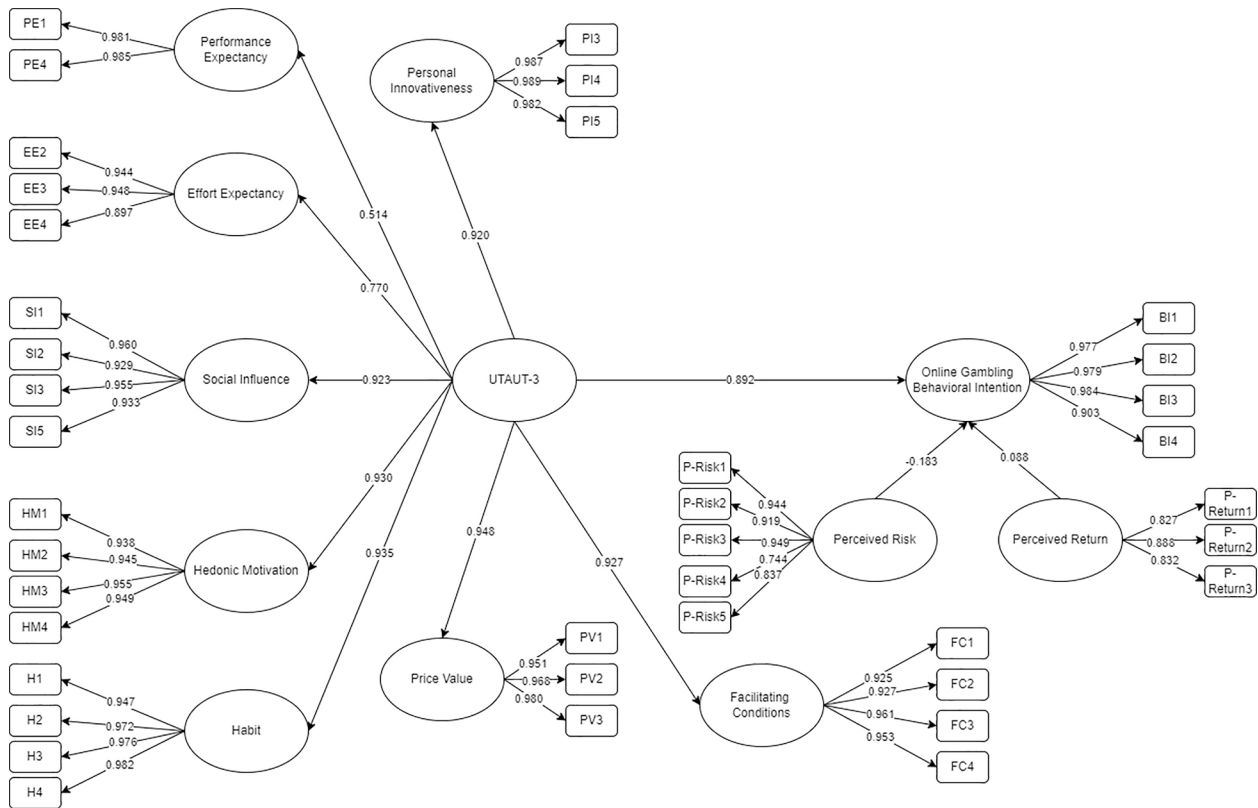 PE1
0.981
PE4
0.985
Performance
Expectancy
Personal
Innovativeness
PI3
0.987
PI4
0.989
PI5
0.982
EE2
0.944
EE3
0.948
EE4
0.897
Effort Expectancy
0.514
0.920
0.770
SI1
0.960
SI2
0.929
SI3
0.955
SI5
0.933
Social Influence
0.923
UTAUT-3
0.892
Online Gambling
Behavioral Intention
BI1
0.977
BI2
0.979
BI3
0.984
BI4
0.903
-0.183
0.088
0.930
0.935
0.948
0.927
HM1
0.938
HM2
0.945
HM3
0.955
HM4
0.949
Hedonic Motivation
P-Risk1
0.944
P-Risk2
0.919
P-Risk3
0.949
P-Risk4
0.744
P-Risk5
0.837
Perceived Risk
Perceived Return
P-
Return1
0.827
P-
Return2
0.888
P-
Return3
0.832
H1
0.947
H2
0.972
H3
0.976
H4
0.982
Habit
Price Value
PV1
0.951
PV2
0.968
PV3
0.980
Facilitating
Conditions
FC1
0.925
FC2
0.927
FC3
0.961
FC4
0.953